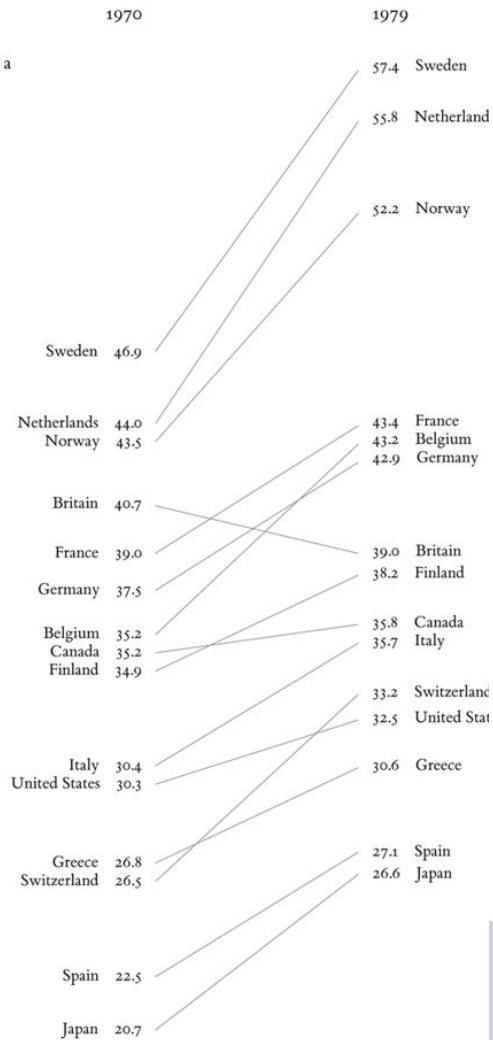 1970 1979
a
57.4 Sweden
55.8 Netherland
52.2 Norway
Sweden 46.9
Netherlands 44.0
43.4 France
Norway 43.5
43.2 Belgium
42.9 Germany
Britain 40.7
France 39.0
39.0 Britain
38.2 Finland
Germany 37.5
35.8 Canada
Belgium 35.2
35.7 Italy
Canada 35.2
Finland 34.9
33.2 Switzerland
32.5 United Stat
Italy 30.4
30.6 Greece
United States 30.3
27.1 Spain
Greece 26.8
26.6 Japan
Switzerland 26.5
Spain 22.5
Japan 20.7